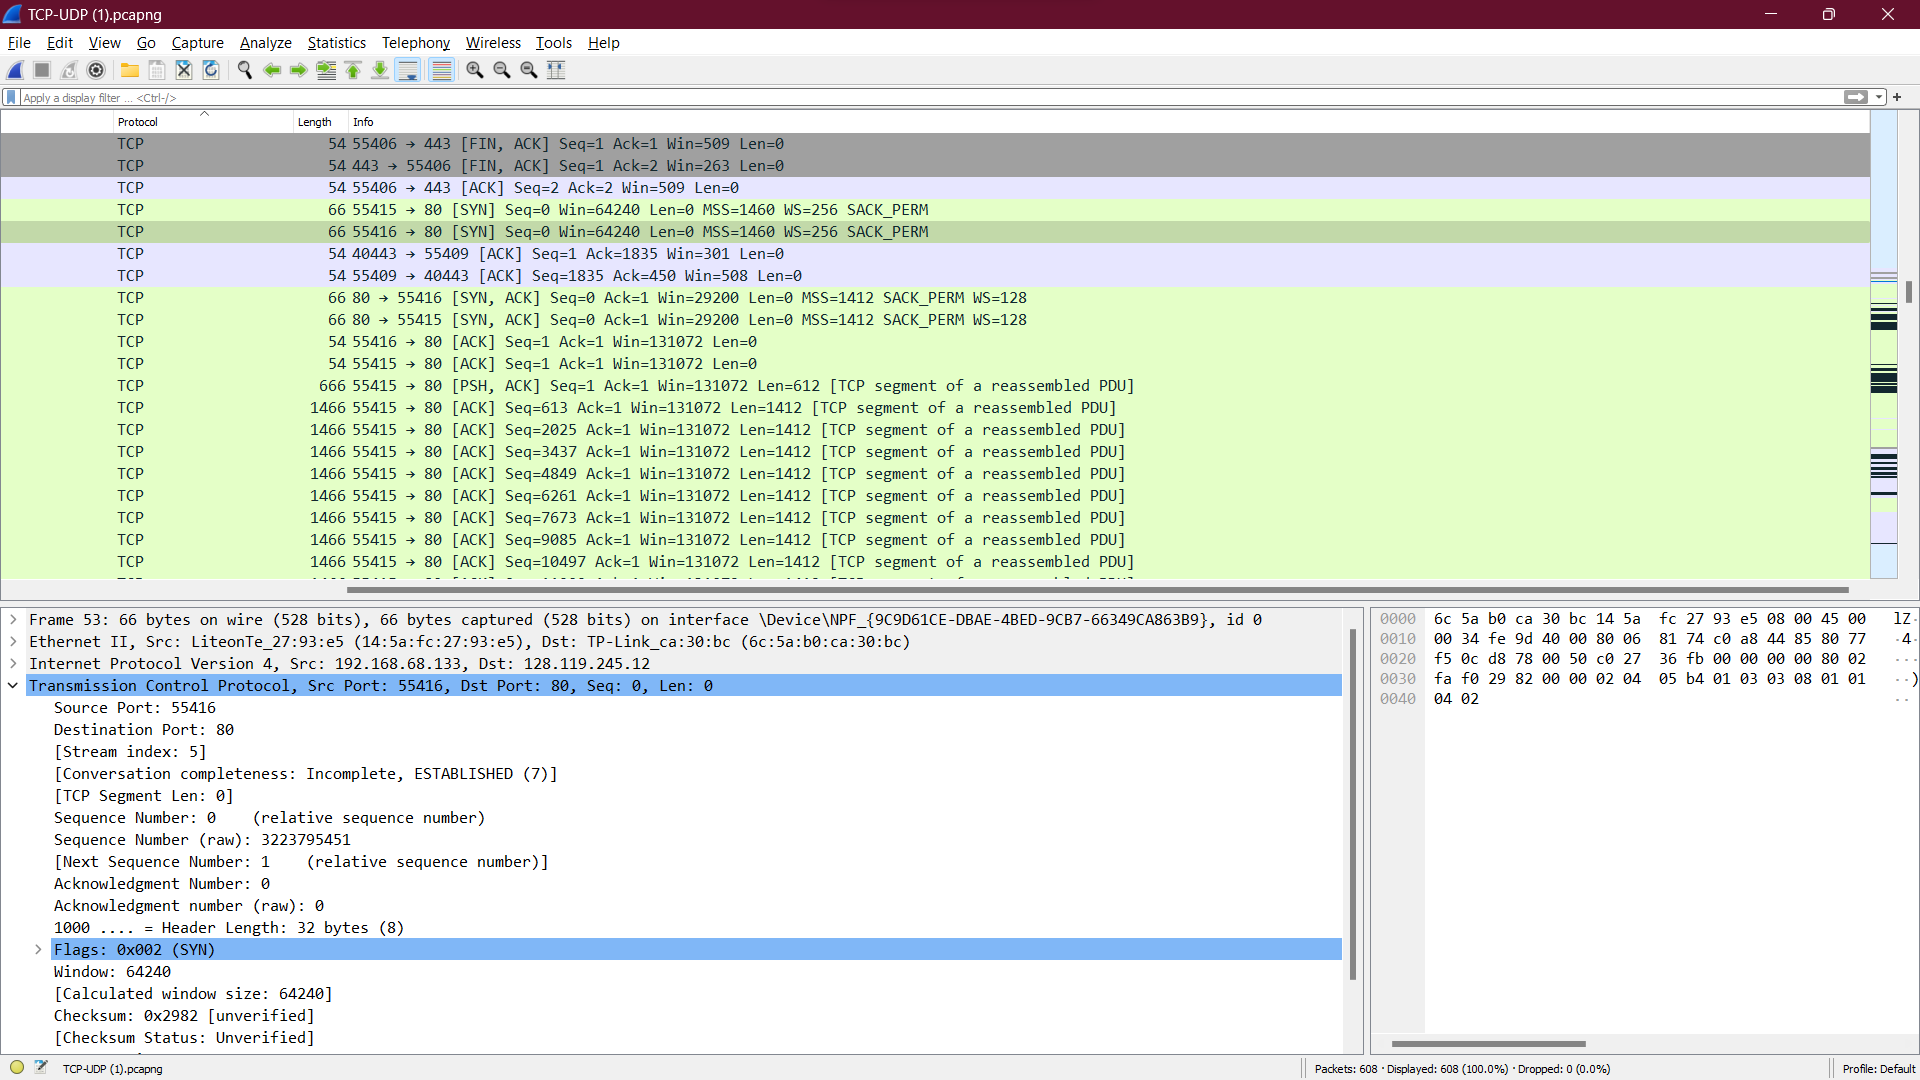 TCP-UDP (1).pcapng
File Edit View Go Capture Analyze Statistics Telephony Wireless Tools Help
Apply a display filter ... <Ctrl-/>
Protocol Length Info
TCP 54 55406 → 443 [FIN, ACK] Seq=1 Ack=1 Win=509 Len=0
TCP 54 443 → 55406 [FIN, ACK] Seq=1 Ack=2 Win=263 Len=0
TCP 54 55406 → 443 [ACK] Seq=2 Ack=2 Win=509 Len=0
TCP 66 55415 → 80 [SYN] Seq=0 Win=64240 Len=0 MSS=1460 WS=256 SACK_PERM
TCP 66 55416 → 80 [SYN] Seq=0 Win=64240 Len=0 MSS=1460 WS=256 SACK_PERM
TCP 54 40443 → 55409 [ACK] Seq=1 Ack=1835 Win=301 Len=0
TCP 54 55409 → 40443 [ACK] Seq=1835 Ack=450 Win=508 Len=0
TCP 66 80 → 55416 [SYN, ACK] Seq=0 Ack=1 Win=29200 Len=0 MSS=1412 SACK_PERM WS=128
TCP 66 80 → 55415 [SYN, ACK] Seq=0 Ack=1 Win=29200 Len=0 MSS=1412 SACK_PERM WS=128
TCP 54 55416 → 80 [ACK] Seq=1 Ack=1 Win=131072 Len=0
TCP 54 55415 → 80 [ACK] Seq=1 Ack=1 Win=131072 Len=0
TCP 666 55415 → 80 [PSH, ACK] Seq=1 Ack=1 Win=131072 Len=612 [TCP segment of a reassembled PDU]
TCP 1466 55415 → 80 [ACK] Seq=613 Ack=1 Win=131072 Len=1412 [TCP segment of a reassembled PDU]
TCP 1466 55415 → 80 [ACK] Seq=2025 Ack=1 Win=131072 Len=1412 [TCP segment of a reassembled PDU]
TCP 1466 55415 → 80 [ACK] Seq=3437 Ack=1 Win=131072 Len=1412 [TCP segment of a reassembled PDU]
TCP 1466 55415 → 80 [ACK] Seq=4849 Ack=1 Win=131072 Len=1412 [TCP segment of a reassembled PDU]
TCP 1466 55415 → 80 [ACK] Seq=6261 Ack=1 Win=131072 Len=1412 [TCP segment of a reassembled PDU]
TCP 1466 55415 → 80 [ACK] Seq=7673 Ack=1 Win=131072 Len=1412 [TCP segment of a reassembled PDU]
TCP 1466 55415 → 80 [ACK] Seq=9085 Ack=1 Win=131072 Len=1412 [TCP segment of a reassembled PDU]
TCP 1466 55415 → 80 [ACK] Seq=10497 Ack=1 Win=131072 Len=1412 [TCP segment of a reassembled PDU]
Frame 53: 66 bytes on wire (528 bits), 66 bytes captured (528 bits) on interface \Device\NPF_{9C9D61CE-DBAE-4BED-9CB7-66349CA863B9}, id 0
Ethernet II, Src: LiteonTe_27:93:e5 (14:5a:fc:27:93:e5), Dst: TP-Link_ca:30:bc (6c:5a:b0:ca:30:bc)
Internet Protocol Version 4, Src: 192.168.68.133, Dst: 128.119.245.12
Transmission Control Protocol, Src Port: 55416, Dst Port: 80, Seq: 0, Len: 0
Source Port: 55416
Destination Port: 80
[Stream index: 5]
[Conversation completeness: Incomplete, ESTABLISHED (7)]
[TCP Segment Len: 0]
Sequence Number: 0 (relative sequence number)
Sequence Number (raw): 3223795451
[Next Sequence Number: 1 (relative sequence number)]
Acknowledgment Number: 0
Acknowledgment number (raw): 0
1000 .... = Header Length: 32 bytes (8)
Flags: 0x002 (SYN)
Window: 64240
[Calculated window size: 64240]
Checksum: 0x2982 [unverified]
[Checksum Status: Unverified]
0000 6c 5a b0 ca 30 bc 14 5a fc 27 93 e5 08 00 45 00 lZ·
0010 00 34 fe 9d 40 00 80 06 81 74 c0 a8 44 85 80 77 ·4·
0020 f5 0c d8 78 00 50 c0 27 36 fb 00 00 00 00 80 02 ···
0030 fa f0 29 82 00 00 02 04 05 b4 01 03 03 08 01 01 ··)
0040 04 02 ··
TCP-UDP (1).pcapng
Packets: 608 · Displayed: 608 (100.0%) · Dropped: 0 (0.0%)
Profile: Default